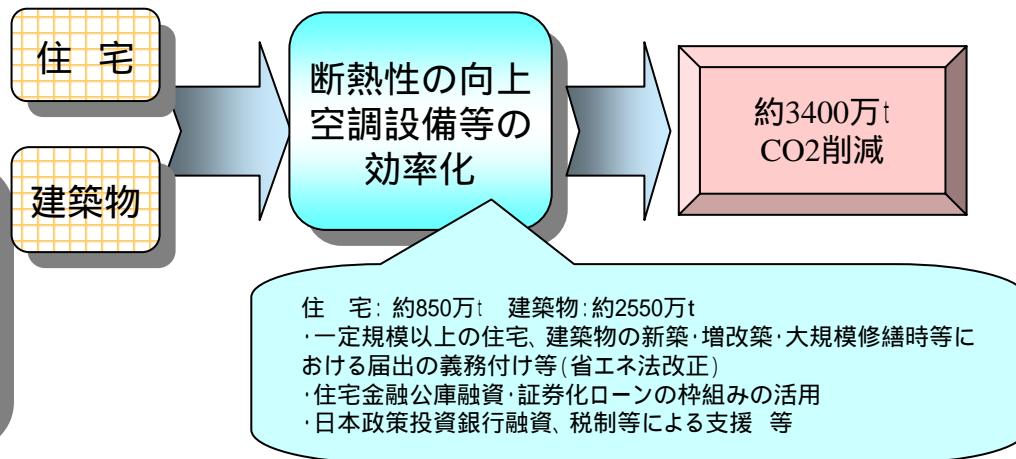 住　宅
建築物
断熱性の向上
空調設備等の
効率化
約3400万t
CO2削減
住　宅: 約850万t　建築物:約2550万t
･一定規模以上の住宅、建築物の新築･増改築･大規模修繕時等に
おける届出の義務付け等(省エネ法改正)
･住宅金融公庫融資･証券化ローンの枠組みの活用
･日本政策投資銀行融資、税制等による支援　等